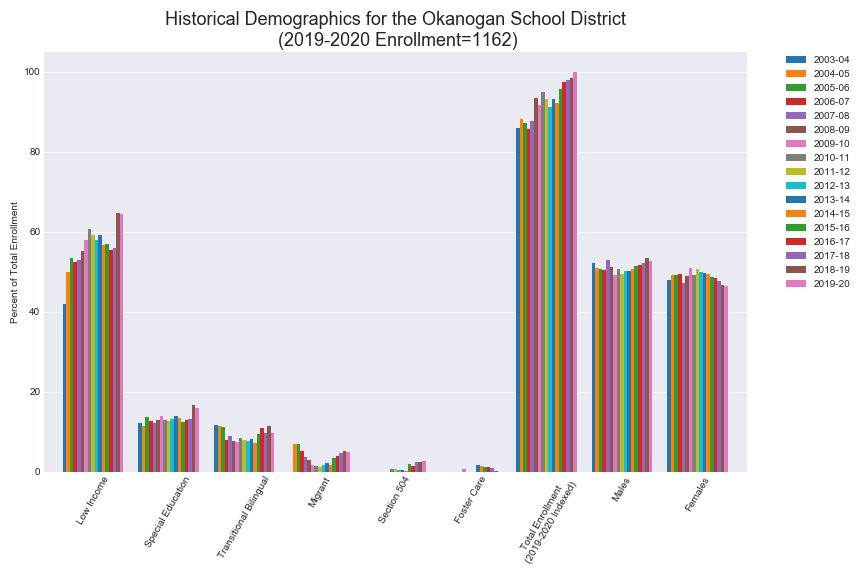 Historical Demographics for the Okanogan School District
(2019-2020 Enrollment=1162)
Percent of Total Enrollment
100
80
60
40
20
0
Low Income
Special Education
Transitional Bilingual
Migrant
Section 504
Foster Care
Total Enrollment
(2019-2020 Indexed)
Males
Females
2003-04
2004-05
2005-06
2006-07
2007-08
2008-09
2009-10
2010-11
2011-12
2012-13
2013-14
2014-15
2015-16
2016-17
2017-18
2018-19
2019-20